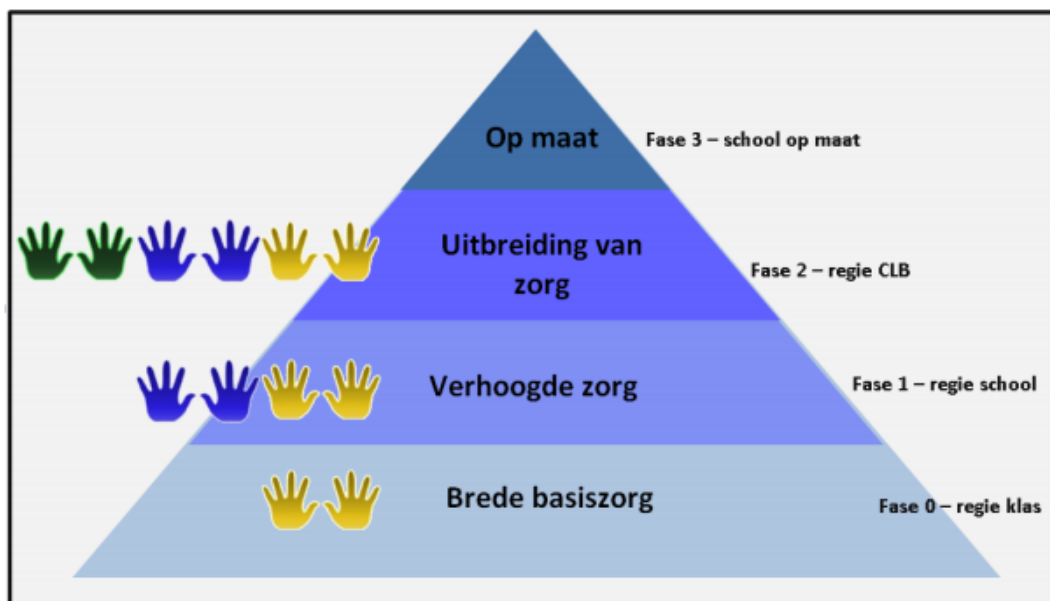 Op maat
Fase 3 – school op maat
Uitbreiding van
zorg
Fase 2 – regie CLB
Verhoogde zorg
Fase 1 – regie school
Brede basiszorg
Fase 0 – regie klas